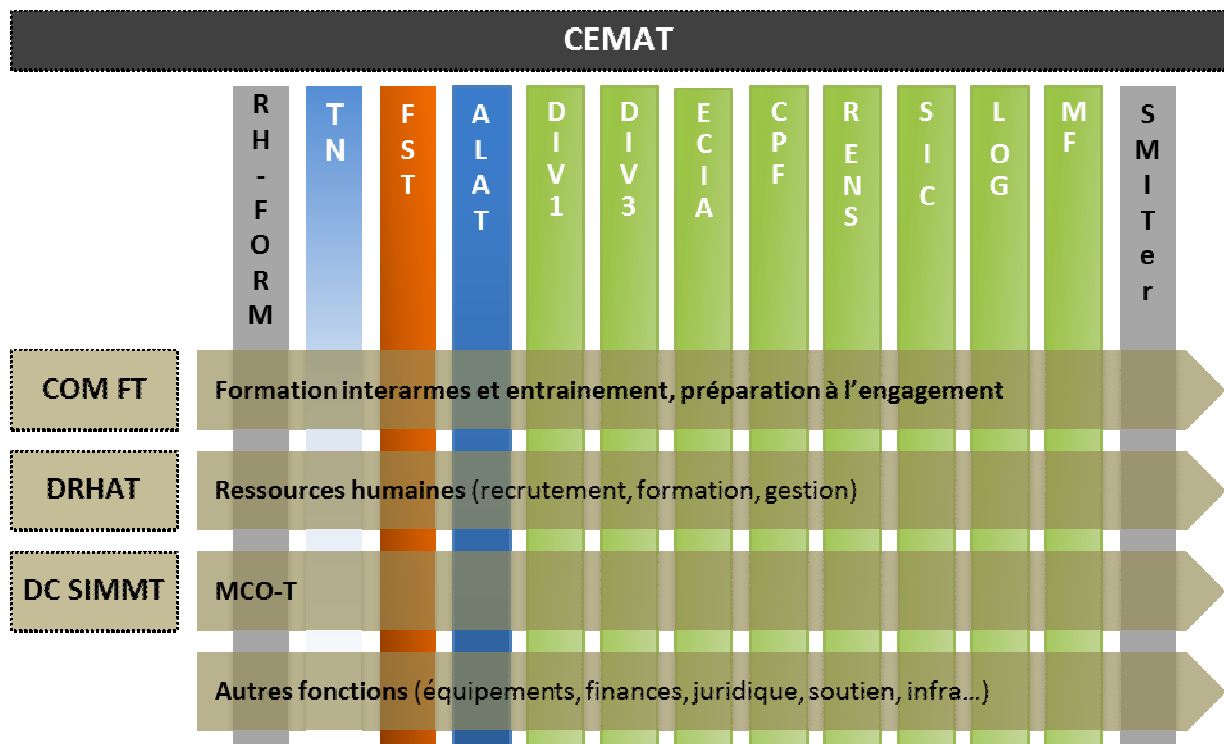 CEMAT
RH-FORM
TN
FST
ALAT
DIV1
DIV3
ECIA
CPF
RENS
SIC
LOG
MF
SMITer
COM FT
Formation interarmes et entrainement, préparation à l'engagement
DRHAT
Ressources humaines (recrutement, formation, gestion)
DC SIMMT
MCO-T
Autres fonctions (équipements, finances, juridique, soutien, infra...)